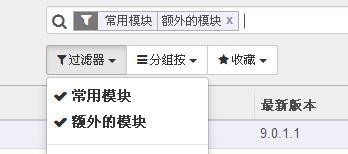 常用模块 额外的模块 x
过滤器 分组按 收藏
常用模块
额外的模块
最新版本
9.0.1.1